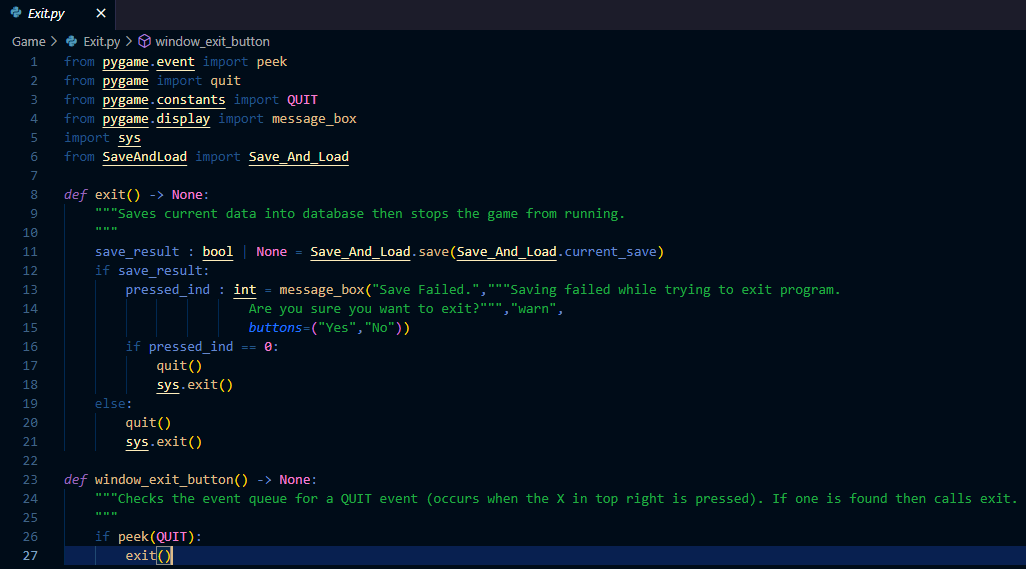 Exit.py ×
Game > Exit.py > window_exit_button
1 from pygame.event import peek
2 from pygame import quit
3 from pygame.constants import QUIT
4 from pygame.display import message_box
5 import sys
6 from SaveAndLoad import Save_And_Load
7
8 def exit() -> None:
9     """Saves current data into database then stops the game from running.
10     """
11     save_result : bool | None = Save_And_Load.save(Save_And_Load.current_save)
12     if save_result:
13         pressed_ind : int = message_box("Save Failed.","""Saving failed while trying to exit program.
14                         Are you sure you want to exit?""","warn",
15                         buttons=("Yes","No"))
16         if pressed_ind == 0:
17             quit()
18             sys.exit()
19     else:
20         quit()
21         sys.exit()
22
23 def window_exit_button() -> None:
24     """Checks the event queue for a QUIT event (occurs when the X in top right is pressed). If one is found then calls exit.
25     """
26     if peek(QUIT):
27         exit()